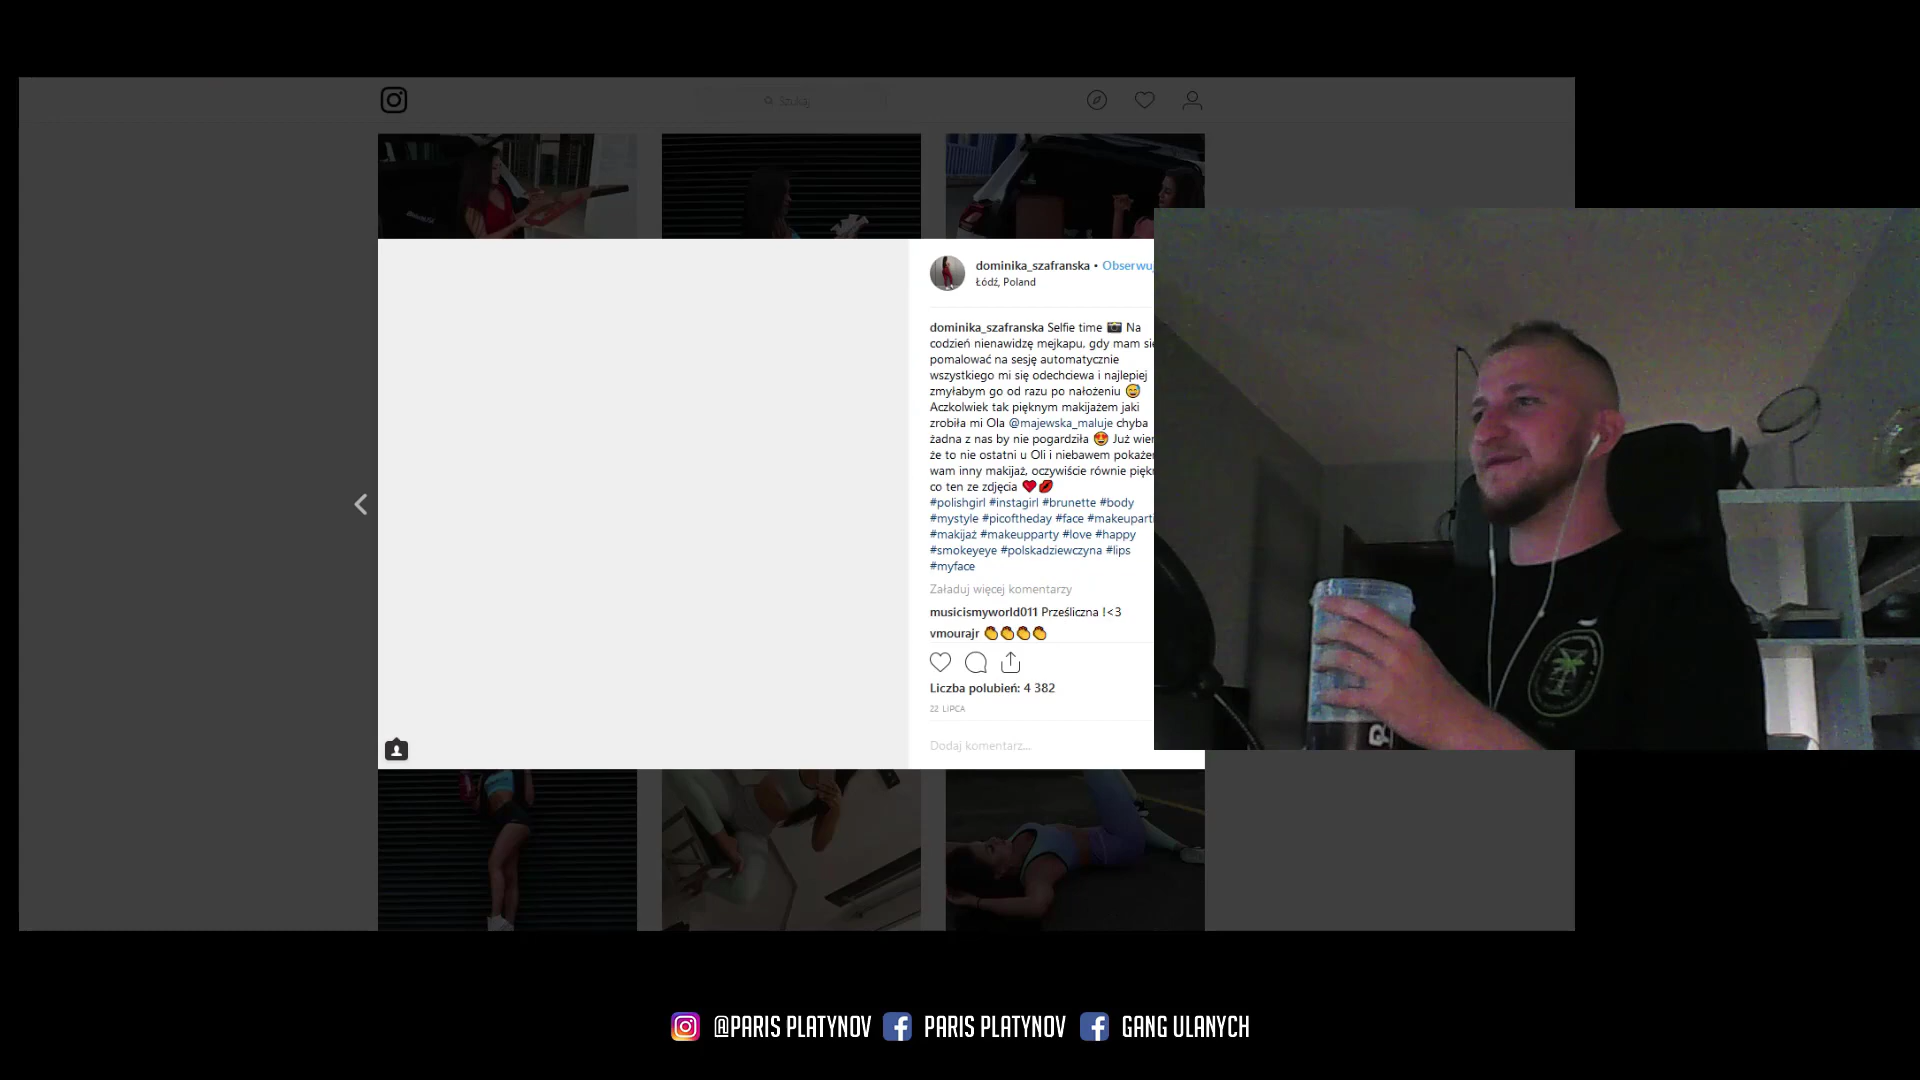 Szukaj
dominika_szafranska • Obserwuj
Łódź, Poland
dominika_szafranska Selfie time 📷 Na
codzień nienawidzę mejkapu, gdy mam się
pomalować na sesję automatycznie
wszystkiego mi się odechciewa i najlepiej
zmyłabym go od razu po nałożeniu 😅
Aczkolwiek tak pięknym makijażem jaki
zrobiła mi Ola @majewska_maluje chyba
żadna z nas by nie pogardziła 😍 Już
że to nie ostatni u Oli i niebawem
wam inny makijaż, oczywiście równie
co ten ze zdjęcia ❤️💋
#polishgirl #instagirl #brunette #body
#mystyle #picoftheday #face #makeuparti
#makijaż #makeupparty #love #happy
#smokeyeye #polskadziewczyna #lips
#myface
Załaduj więcej komentarzy
musicismyworld011 Prześliczna !<3
vmourajr 👏👏👏👏
Liczba polubień: 4 382
22 LIPCA
Dodaj komentarz...
@PARIS PLATYNOV PARIS PLATYNOV GANG ULANYCH